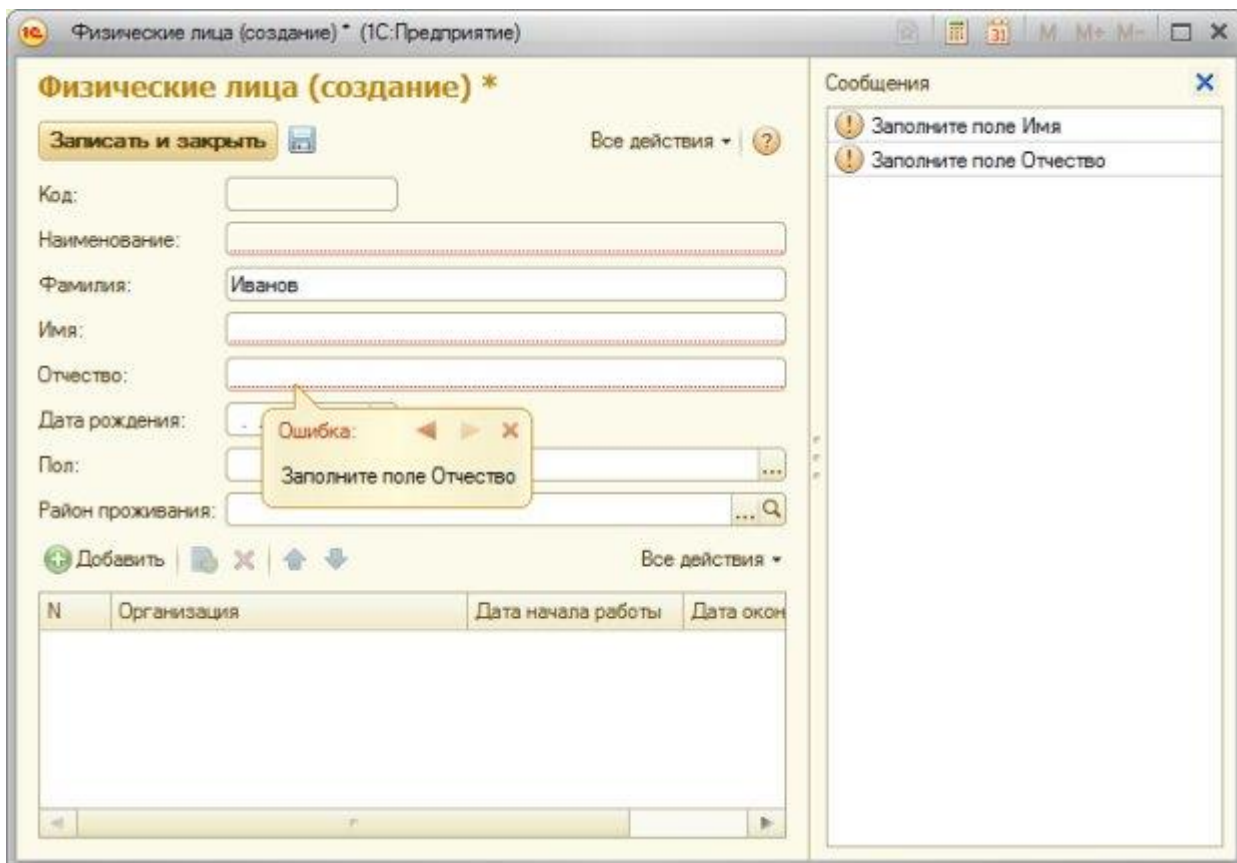 Физические лица (создание) * (1С:Предприятие)
31 M M+ M-
Физические лица (создание) *
Записать и закрыть
Все действия
?
Код:
Наименование:
Фамилия: Иванов
Имя:
Отчество:
Дата рождения: . .
Ошибка:
Заполните поле Отчество
Пол: ...
Район проживания: ...
Добавить
Все действия
N Организация Дата начала работы Дата окон
Сообщения
! Заполните поле Имя
! Заполните поле Отчество